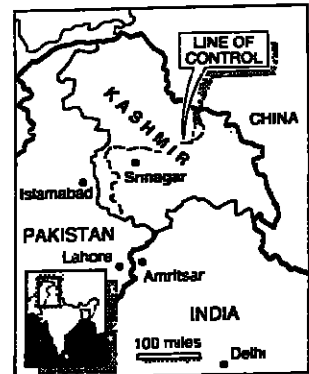 LINE OF
CONTROL
KASHMIR
CHINA
Srinagar
Islamabad
PAKISTAN
Lahore
Amritsar
INDIA
100 miles
Delhi